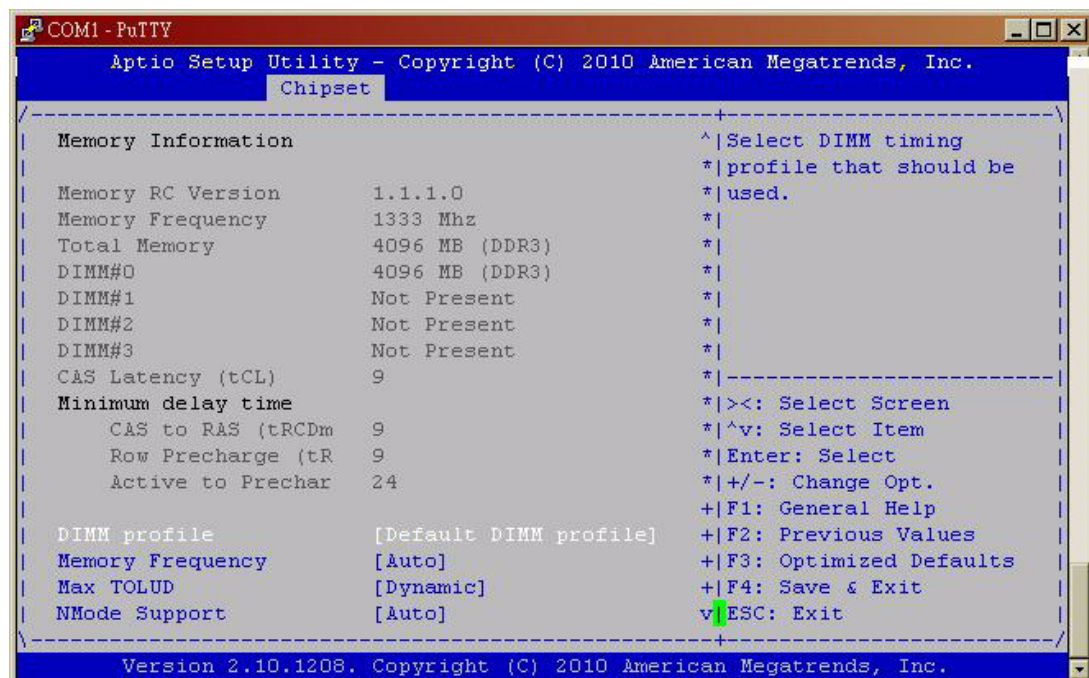 COM1 - PuTTY
Aptio Setup Utility - Copyright (C) 2010 American Megatrends, Inc.
Chipset
/-----------------------------------------------------+-------------------------\
| Memory Information ^|Select DIMM timing |
| *|profile that should be |
| Memory RC Version 1.1.1.0 *|used. |
| Memory Frequency 1333 Mhz *| |
| Total Memory 4096 MB (DDR3) *| |
| DIMM#0 4096 MB (DDR3) *| |
| DIMM#1 Not Present *| |
| DIMM#2 Not Present *| |
| DIMM#3 Not Present *| |
| CAS Latency (tCL) 9 *|-------------------------|
| Minimum delay time *|><: Select Screen |
| CAS to RAS (tRCDm 9 *|^v: Select Item |
| Row Precharge (tR 9 *|Enter: Select |
| Active to Prechar 24 *|+/-: Change Opt. |
| +|F1: General Help |
| DIMM profile [Default DIMM profile] +|F2: Previous Values |
| Memory Frequency [Auto] +|F3: Optimized Defaults |
| Max TOLUD [Dynamic] +|F4: Save & Exit |
| NMode Support [Auto] v|ESC: Exit |
\-----------------------------------------------------+-------------------------/
Version 2.10.1208. Copyright (C) 2010 American Megatrends, Inc.